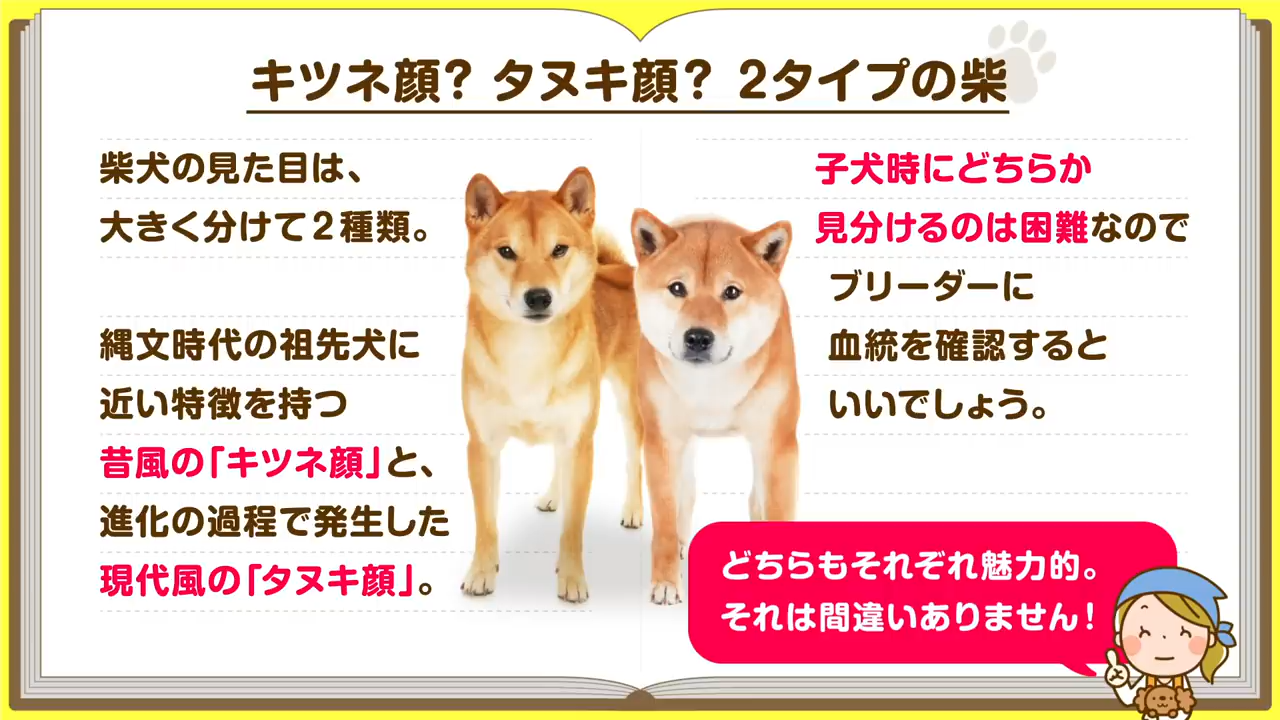 キツネ顔？ タヌキ顔？ 2タイプの柴
柴犬の見た目は、
大きく分けて２種類。
縄文時代の祖先犬に
近い特徴を持つ
昔風の「キツネ顔」と、
進化の過程で発生した
現代風の「タヌキ顔」。
子犬時にどちらか
見分けるのは困難なので
ブリーダーに
血統を確認すると
いいでしょう。
どちらもそれぞれ魅力的。
それは間違いありません！